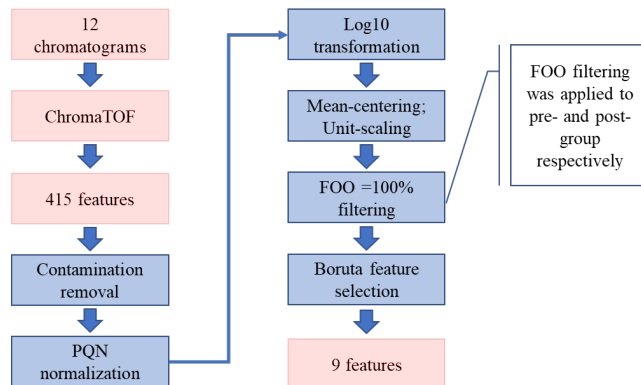 12
chromatograms
ChromaTOF
415 features
Contamination
removal
PQN
normalization
Log10
transformation
Mean-centering;
Unit-scaling
FOO =100%
filtering
Boruta feature
selection
9 features
FOO filtering
was applied to
pre- and post-
group
respectively